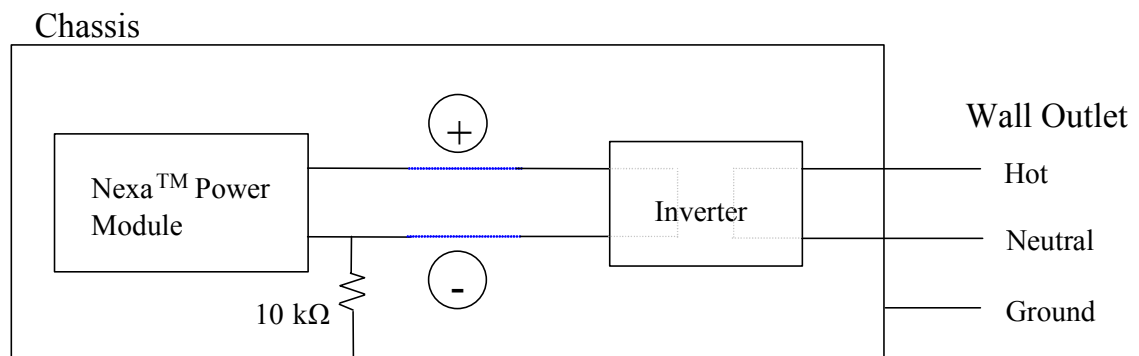 Chassis
+
Wall Outlet
Nexa™ Power
Module
Inverter
Hot
Neutral
-
10 kΩ
Ground